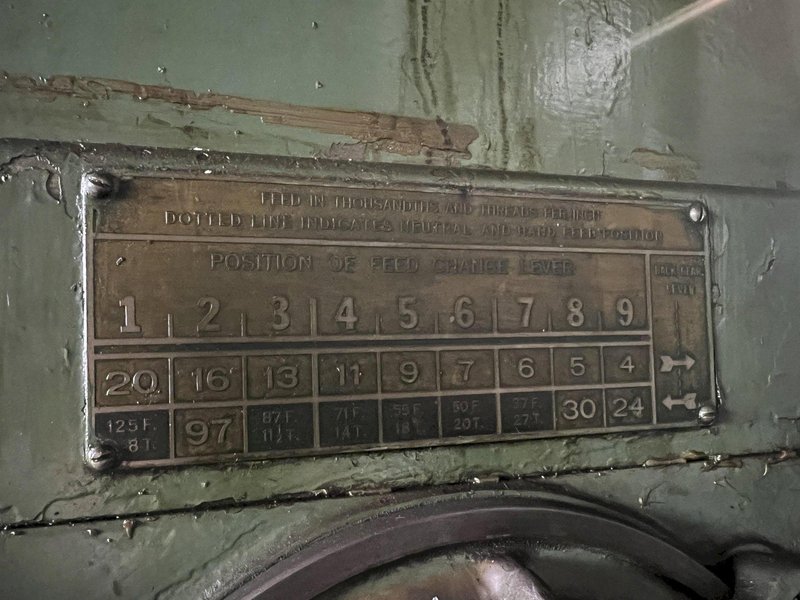 FEED IN THOUSANDTHS AND THREADS PER INCH
DOTTED LINE INDICATES NEUTRAL AND HAND FEED POSITION
POSITION OF FEED CHANGE LEVER
BACK GEAR
LEVER
1 2 3 4 5 6 7 8 9
20 16 13 11 9 7 6 5 4
125 F. 97 87 F. 71 F. 50 F. 37 F. 30 24
8 T. 11½ T. 14 T. 18 T. 20 T. 27 T.